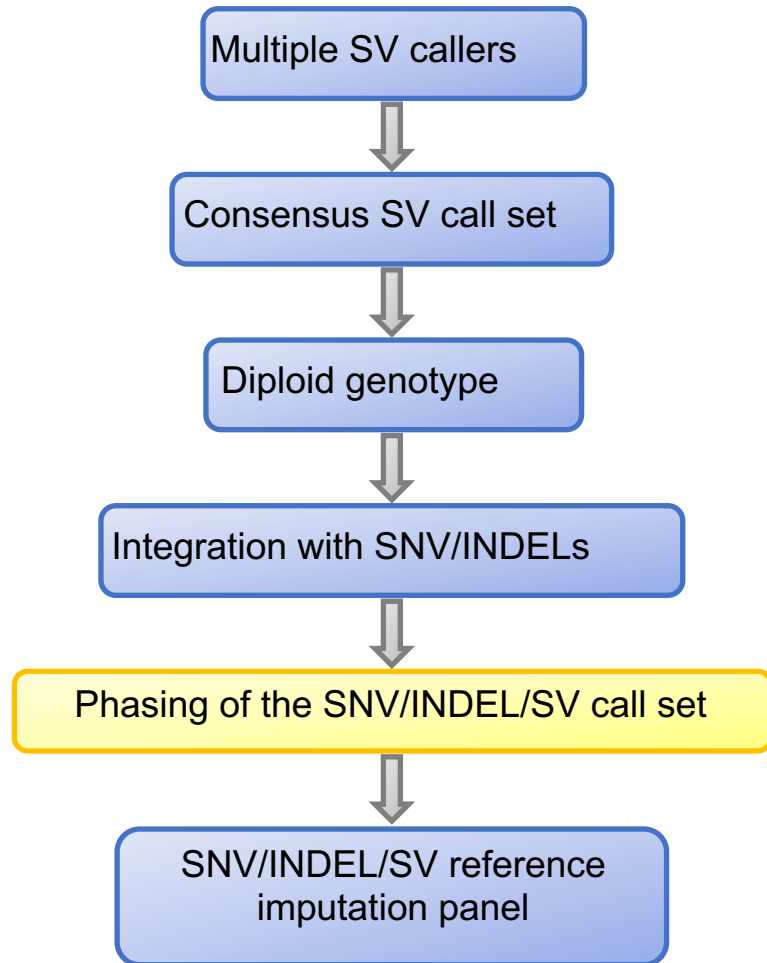 Multiple SV callers
Consensus SV call set
Diploid genotype
Integration with SNV/INDELs
Phasing of the SNV/INDEL/SV call set
SNV/INDEL/SV reference
imputation panel